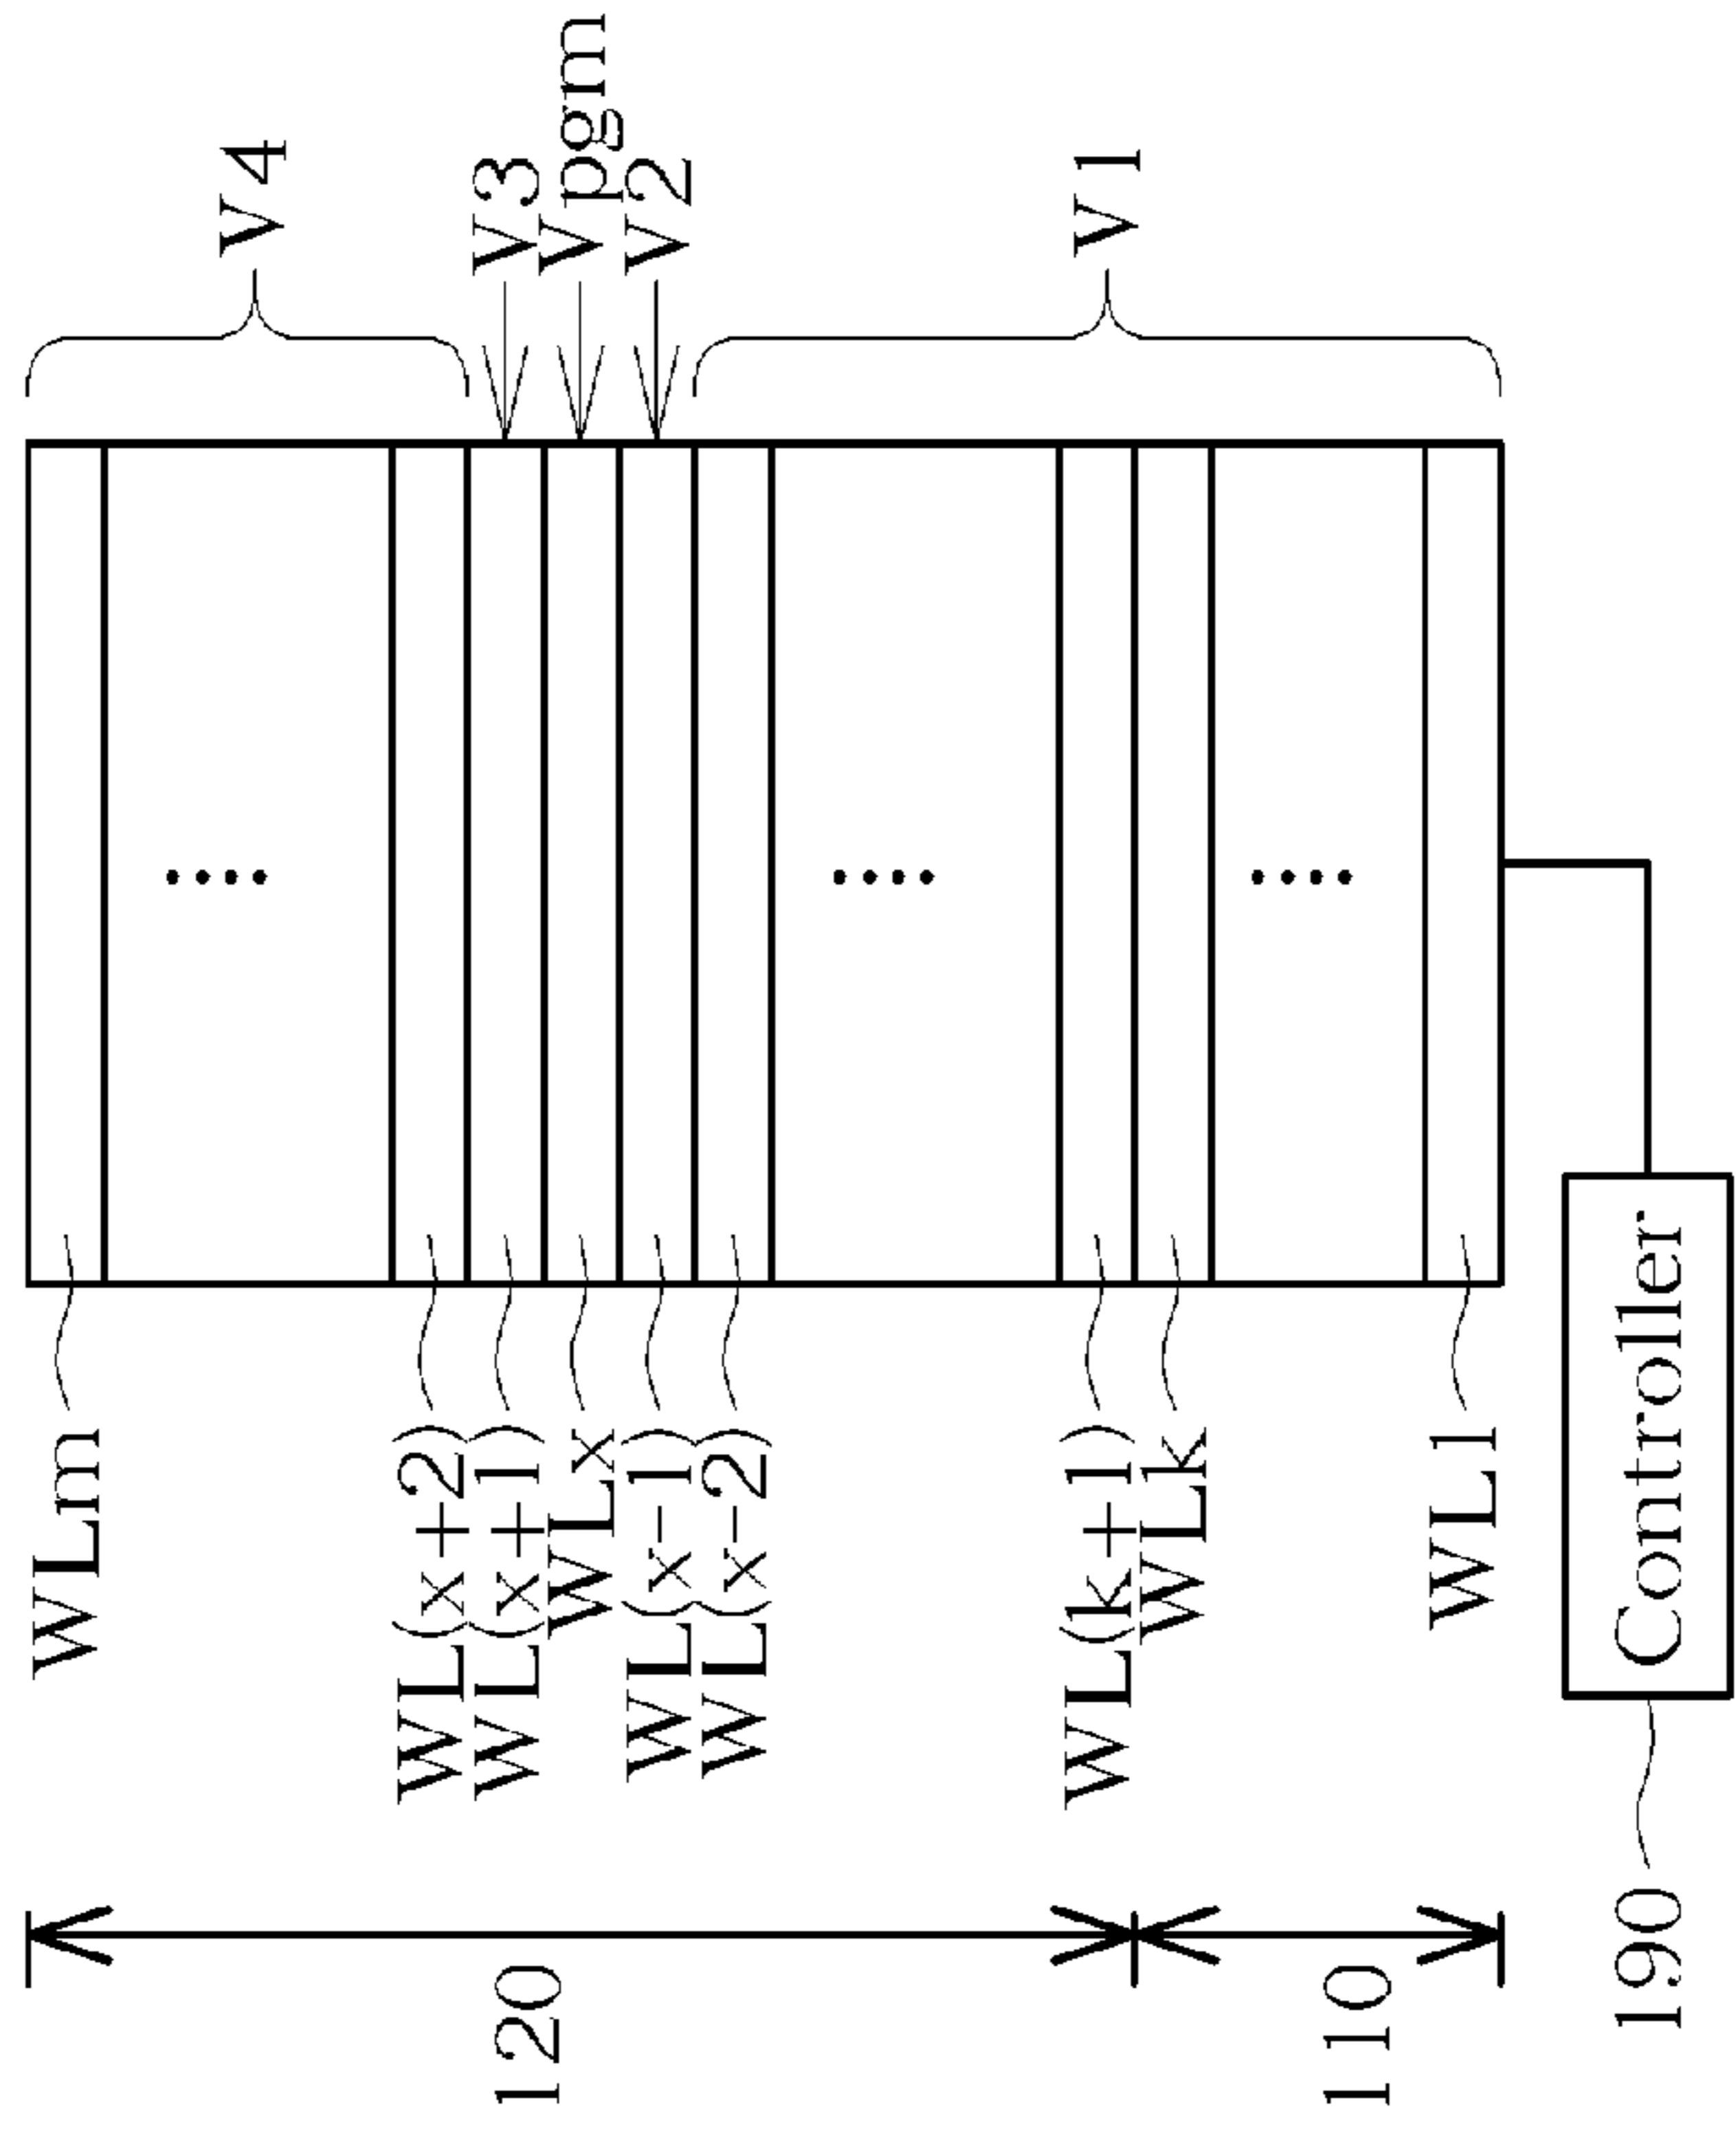 WLm
WL(x+2)
WL(x+1)
WLx
WL(x-1)
WL(x-2)
WL(k+1)
WLk
WL1
V4
V3
Vpgm
V2
V1
120
110
Controller
190